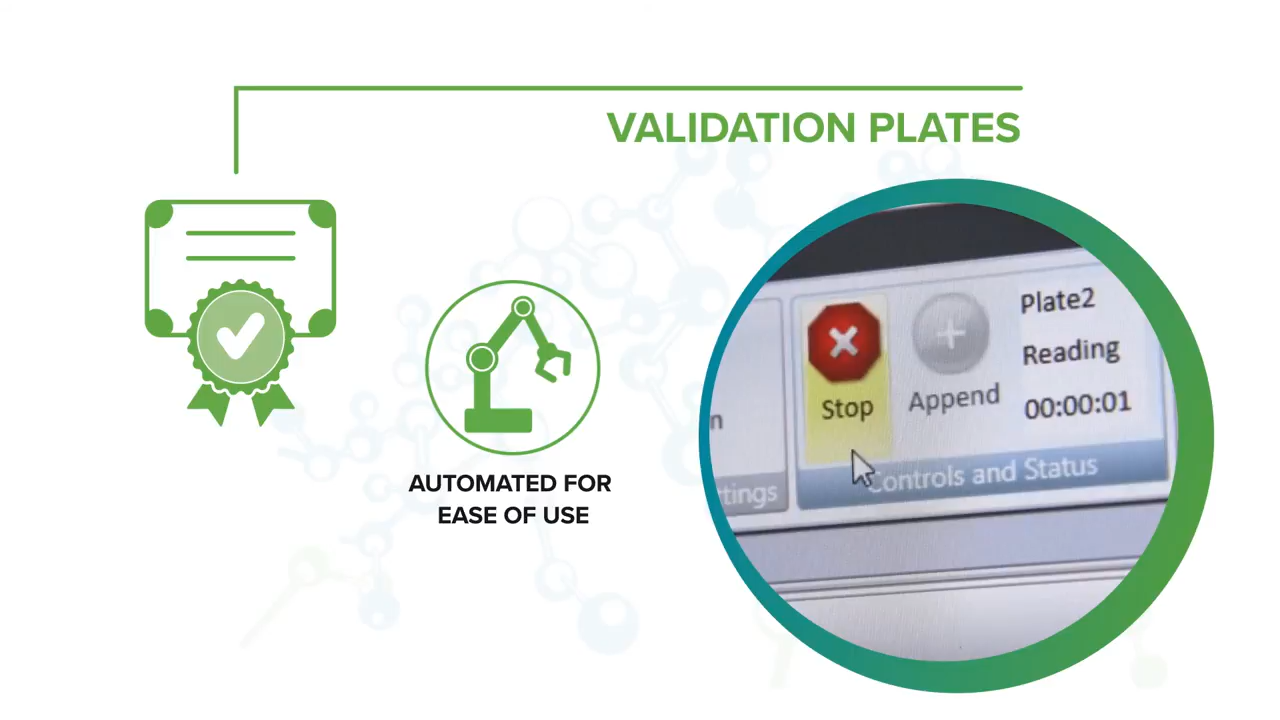 VALIDATION PLATES
AUTOMATED FOR
EASE OF USE
Stop
Append
Plate2
Reading
00:00:01
Controls and Status